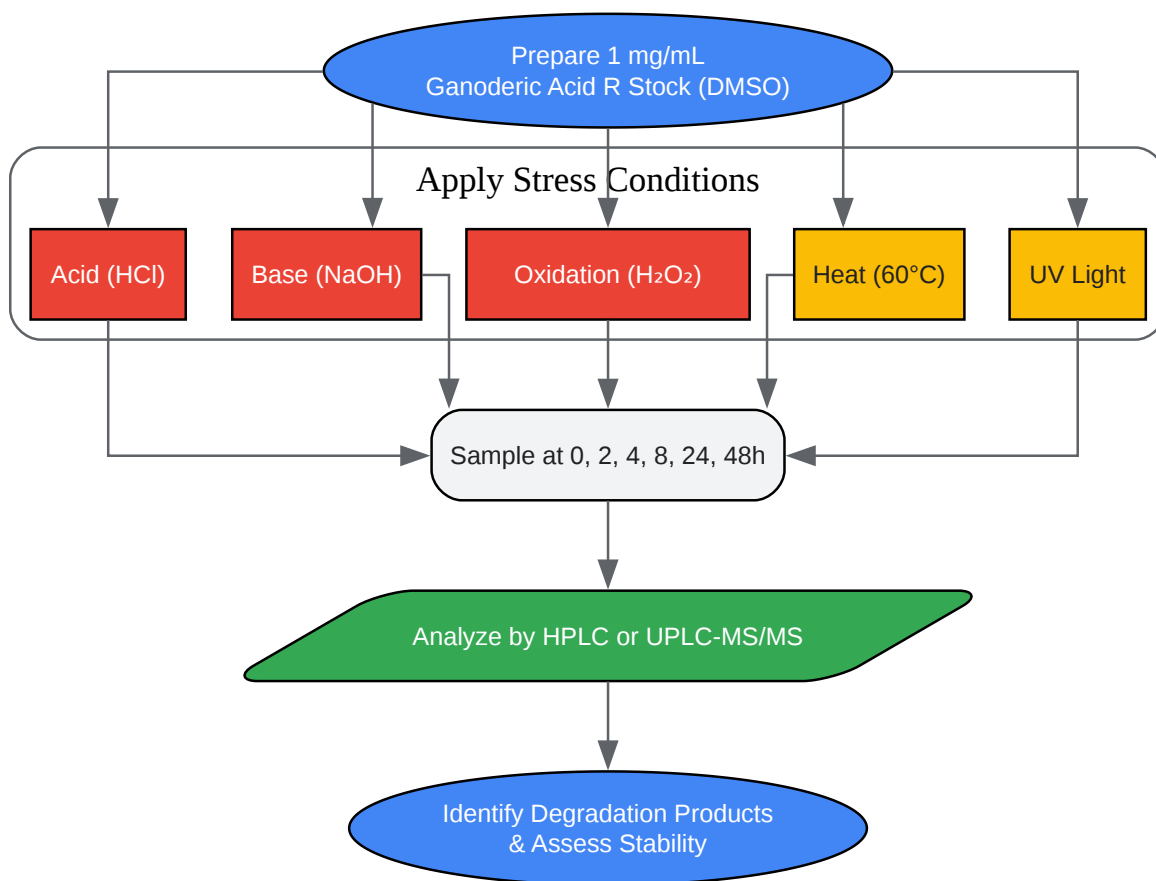 Prepare 1 mg/mL
Ganoderic Acid R Stock (DMSO)
Apply Stress Conditions
Acid (HCl)
Base (NaOH)
Oxidation (H₂O₂)
Heat (60°C)
UV Light
Sample at 0, 2, 4, 8, 24, 48h
Analyze by HPLC or UPLC-MS/MS
Identify Degradation Products
& Assess Stability